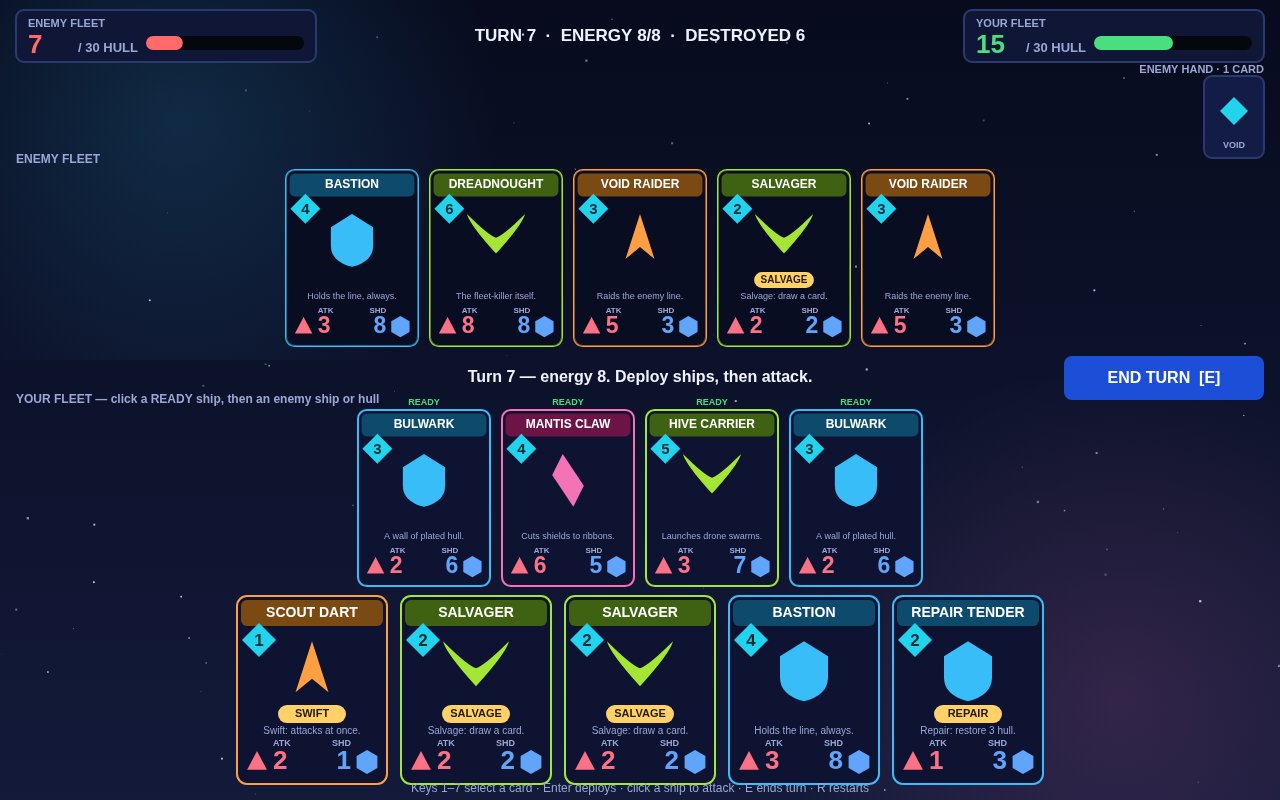 ENEMY FLEET
7 / 30 HULL
TURN 7 · ENERGY 8/8 · DESTROYED 6
YOUR FLEET
15 / 30 HULL
ENEMY HAND · 1 CARD
VOID
ENEMY FLEET
BASTION
4
Holds the line, always.
ATK SHD
3 8
DREADNOUGHT
6
The fleet-killer itself.
ATK SHD
8 8
VOID RAIDER
3
Raids the enemy line.
ATK SHD
5 3
SALVAGER
2
SALVAGE
Salvage: draw a card.
ATK SHD
2 2
VOID RAIDER
3
Raids the enemy line.
ATK SHD
5 3
Turn 7 — energy 8. Deploy ships, then attack.
END TURN [E]
YOUR FLEET — click a READY ship, then an enemy ship or hull
READY
BULWARK
3
A wall of plated hull.
ATK SHD
2 6
READY
MANTIS CLAW
4
Cuts shields to ribbons.
ATK SHD
6 5
READY
HIVE CARRIER
5
Launches drone swarms.
ATK SHD
3 7
READY
BULWARK
3
A wall of plated hull.
ATK SHD
2 6
SCOUT DART
1
SWIFT
Swift: attacks at once.
ATK SHD
2 1
SALVAGER
2
SALVAGE
Salvage: draw a card.
ATK SHD
2 2
SALVAGER
2
SALVAGE
Salvage: draw a card.
ATK SHD
2 2
BASTION
4
Holds the line, always.
ATK SHD
3 8
REPAIR TENDER
2
REPAIR
Repair: restore 3 hull.
ATK SHD
1 3
Keys 1–7 select a card · Enter deploys · click a ship to attack · E ends turn · R restarts